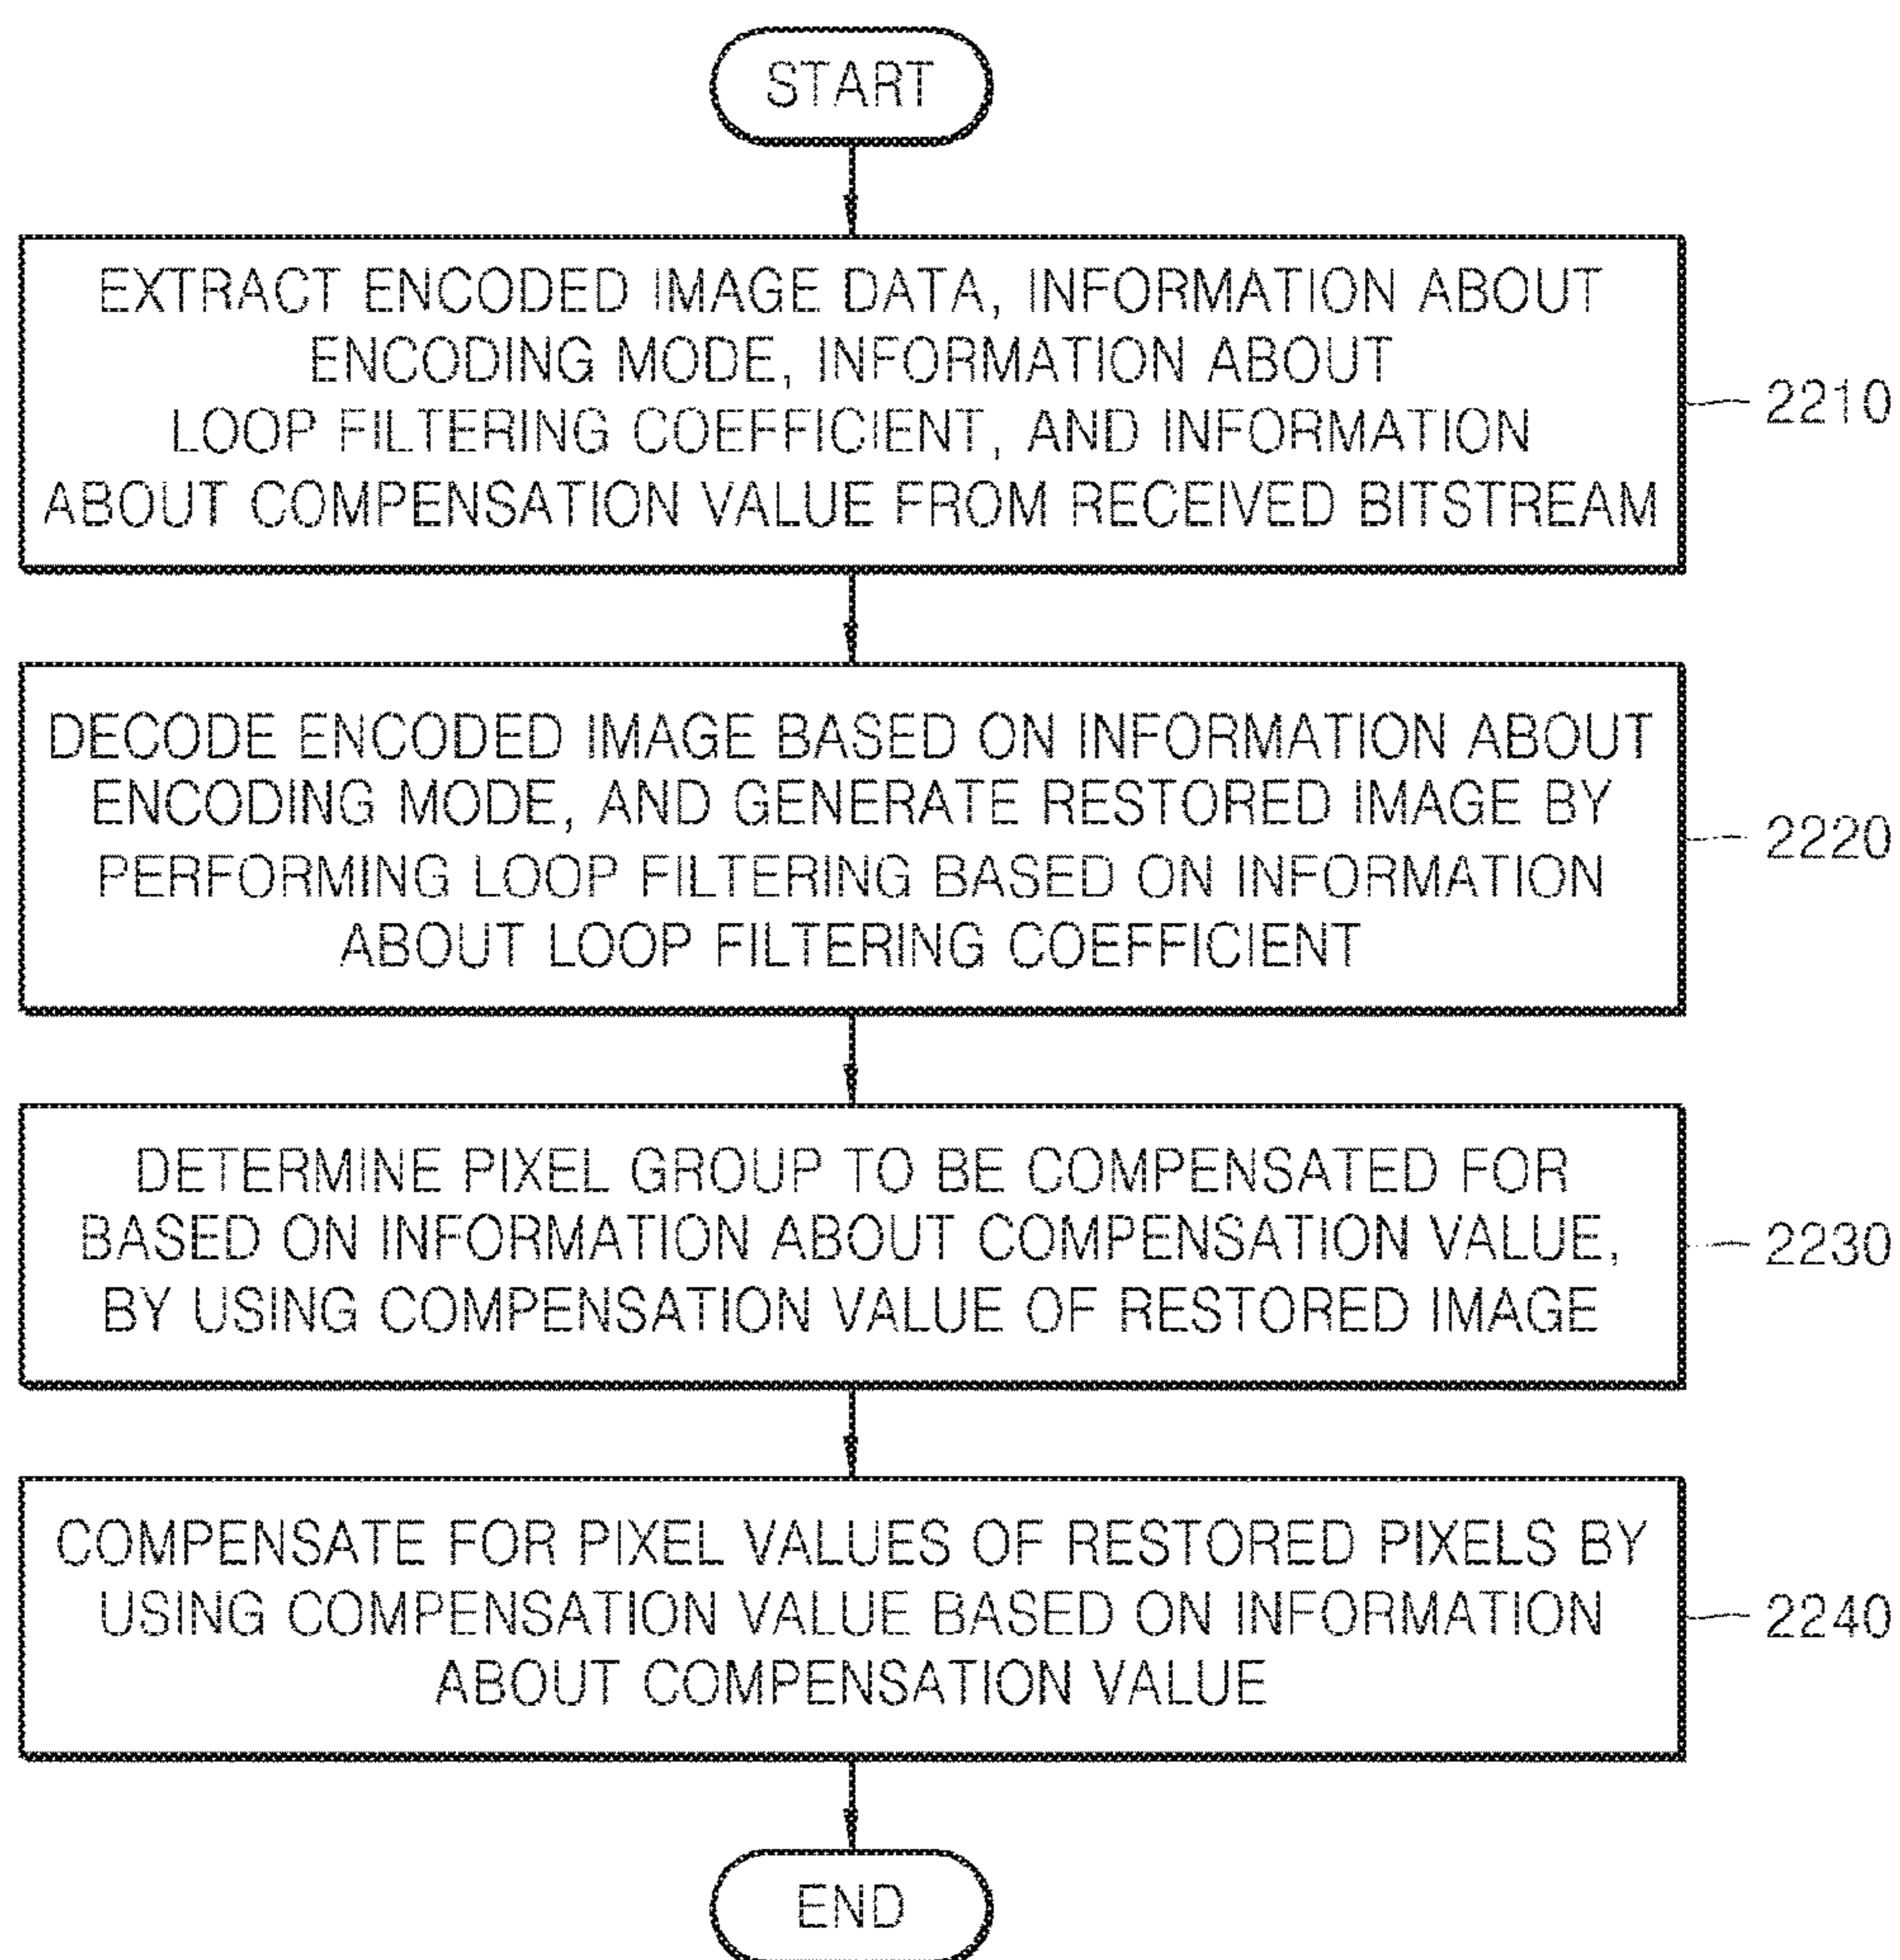 START
EXTRACT ENCODED IMAGE DATA, INFORMATION ABOUT
ENCODING MODE, INFORMATION ABOUT
LOOP FILTERING COEFFICIENT, AND INFORMATION
ABOUT COMPENSATION VALUE FROM RECEIVED BITSTREAM
2210
DECODE ENCODED IMAGE BASED ON INFORMATION ABOUT
ENCODING MODE, AND GENERATE RESTORED IMAGE BY
PERFORMING LOOP FILTERING BASED ON INFORMATION
ABOUT LOOP FILTERING COEFFICIENT
2220
DETERMINE PIXEL GROUP TO BE COMPENSATED FOR
BASED ON INFORMATION ABOUT COMPENSATION VALUE,
BY USING COMPENSATION VALUE OF RESTORED IMAGE
2230
COMPENSATE FOR PIXEL VALUES OF RESTORED PIXELS BY
USING COMPENSATION VALUE BASED ON INFORMATION
ABOUT COMPENSATION VALUE
2240
END